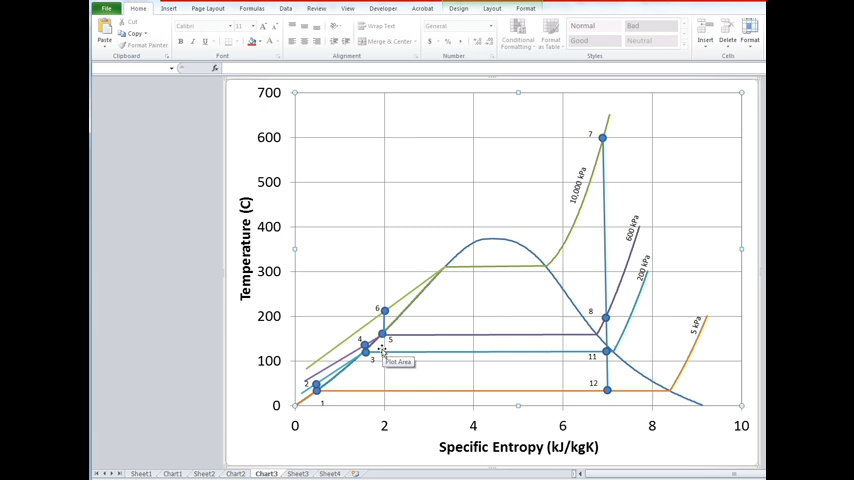 File Home Insert Page Layout Formulas Data Review View Developer Acrobat Design Layout Format
Cut
Copy
Format Painter
Paste
Clipboard
Calibri 11
B I U
Font
Wrap Text
Merge & Center
Alignment
General
$ % ,
Number
Conditional Formatting
Format as Table
Normal Bad
Good Neutral
Styles
Insert Delete Format
Cells
fx
700
600
500
400
300
200
100
0
Temperature (C)
0 2 4 6 8 10
Specific Entropy (kJ/kgK)
7
10,000 kPa
600 kPa
200 kPa
5 kPa
6
8
4
5
3
11
2
12
1
Plot Area
Sheet1 Chart1 Sheet2 Chart2 Chart3 Sheet3 Sheet4